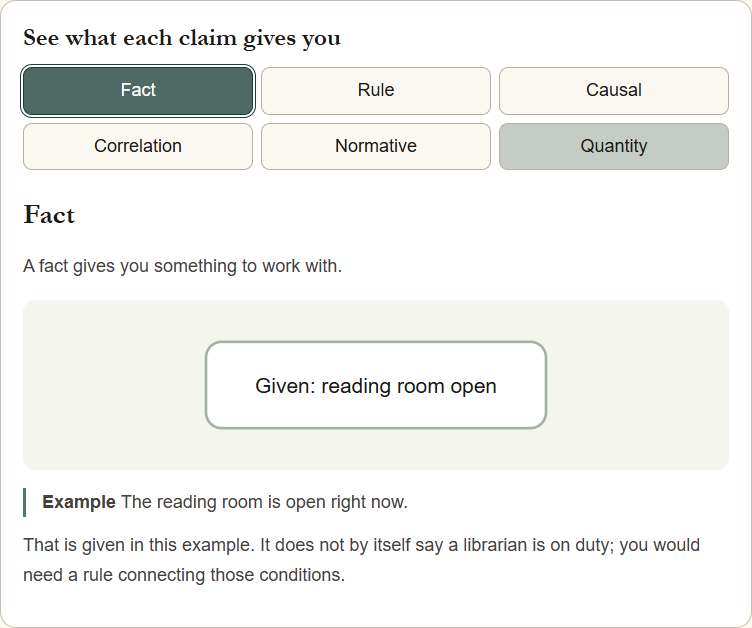 See what each claim gives you
Fact
Rule
Causal
Correlation
Normative
Quantity
Fact
A fact gives you something to work with.
Given: reading room open
Example The reading room is open right now.
That is given in this example. It does not by itself say a librarian is on duty; you would
need a rule connecting those conditions.